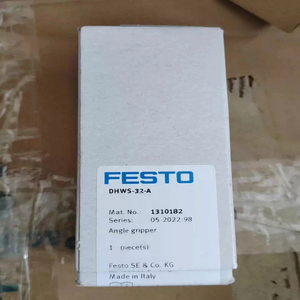 FESTO
DHWS-32-A
Mat. No.: 1310182
Series: 05.2022-98
Angle gripper
1 piece(s)
Festo SE & Co. KG
Made in